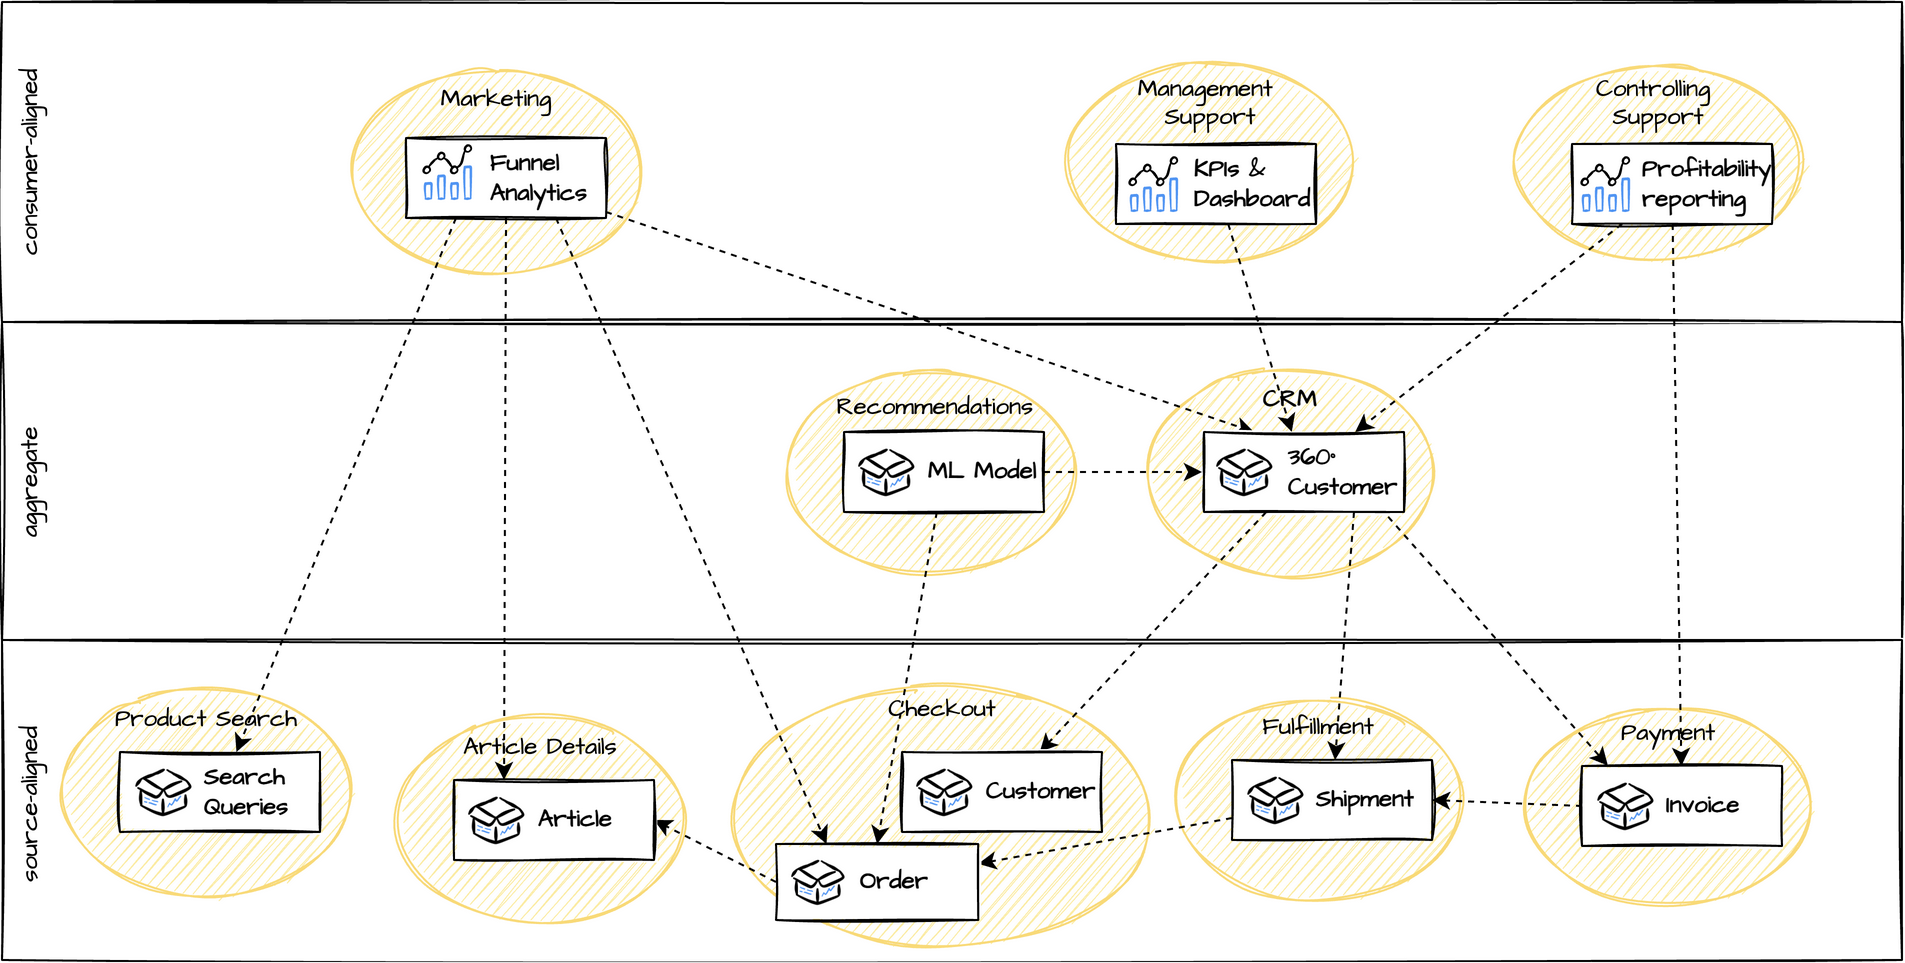 consumer-aligned
Marketing
Funnel
Analytics
Management
Support
KPIs &
Dashboard
Controlling
Support
Profitability
reporting
aggregate
Recommendations
ML Model
CRM
360°
Customer
source-aligned
Product Search
Search
Queries
Article Details
Article
Checkout
Customer
Order
Fulfillment
Shipment
Payment
Invoice